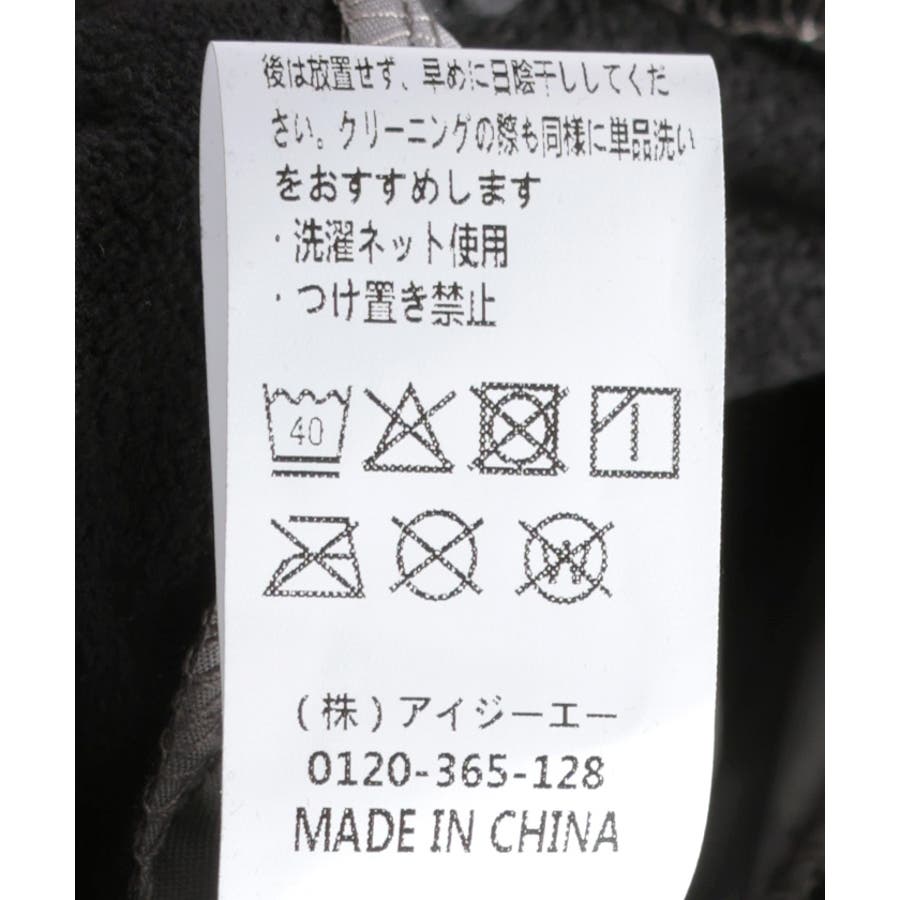 後は放置せず、早めに日陰干ししてくだ
さい。クリーニングの際も同様に単品洗い
をおすすめします
・洗濯ネット使用
・つけ置き禁止
40
W
(株)アイジーエー
0120-365-128
MADE IN CHINA